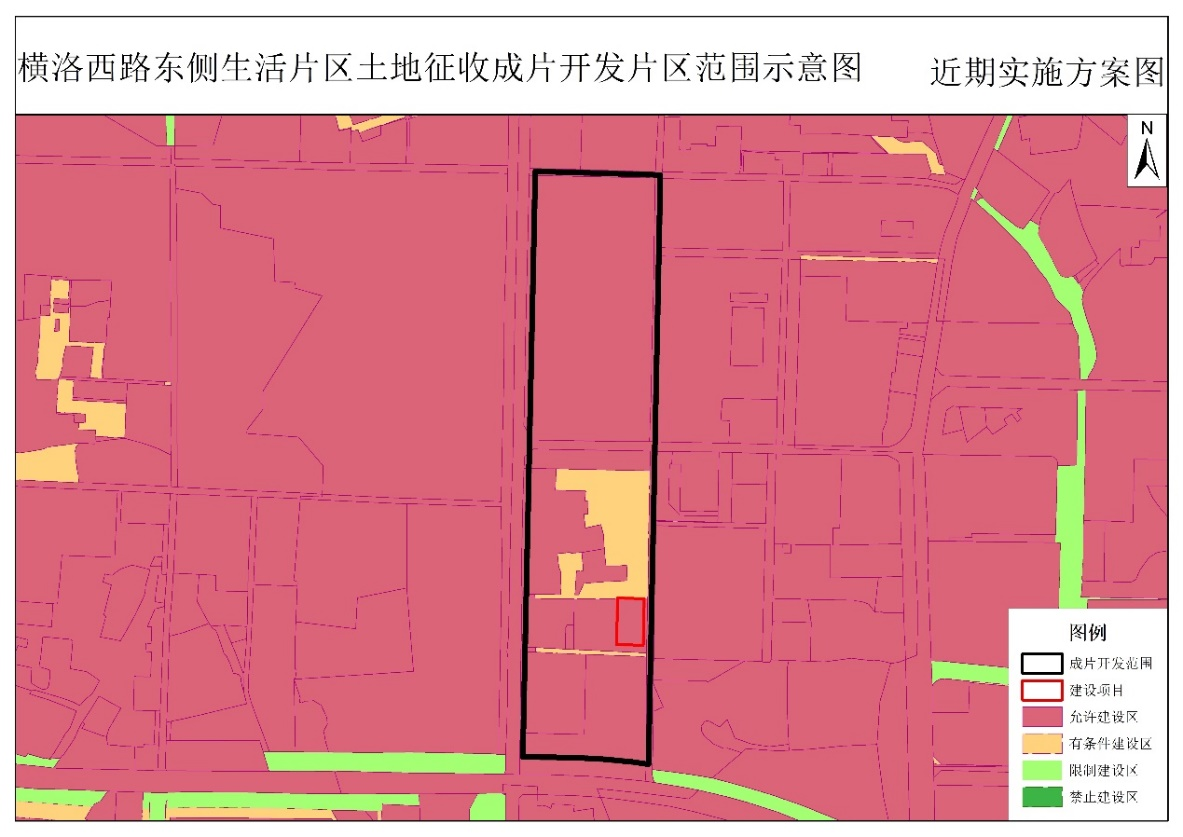 横洛西路东侧生活片区土地征收成片开发片区范围示意图
近期实施方案图
N
图例
成片开发范围
建设项目
允许建设区
有条件建设区
限制建设区
禁止建设区